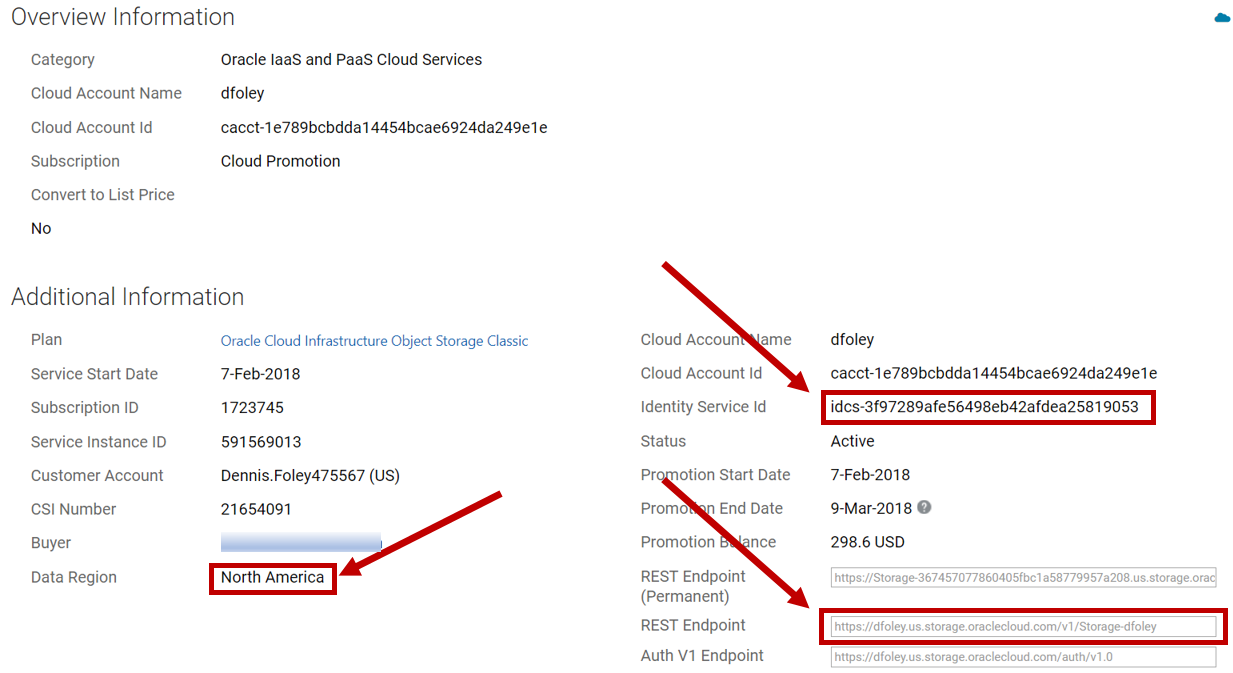 Overview Information
Category Oracle IaaS and PaaS Cloud Services
Cloud Account Name dfoley
Cloud Account Id cacct-1e789bcbdda14454bcae6924da249e1e
Subscription Cloud Promotion
Convert to List Price
No
Additional Information
Plan Oracle Cloud Infrastructure Object Storage Classic
Service Start Date 7-Feb-2018
Subscription ID 1723745
Service Instance ID 591569013
Customer Account Dennis.Foley475567 (US)
CSI Number 21654091
Buyer
Data Region North America
Cloud Account Name dfoley
Cloud Account Id cacct-1e789bcbdda14454bcae6924da249e1e
Identity Service Id idcs-3f97289afe56498eb42afdea25819053
Status Active
Promotion Start Date 7-Feb-2018
Promotion End Date 9-Mar-2018 ?
Promotion Balance 298.6 USD
REST Endpoint https://Storage-367457077860405fbc1a58779957a208.us.storage.orac
(Permanent)
REST Endpoint https://dfoley.us.storage.oraclecloud.com/v1/Storage-dfoley
Auth V1 Endpoint https://dfoley.us.storage.oraclecloud.com/auth/v1.0